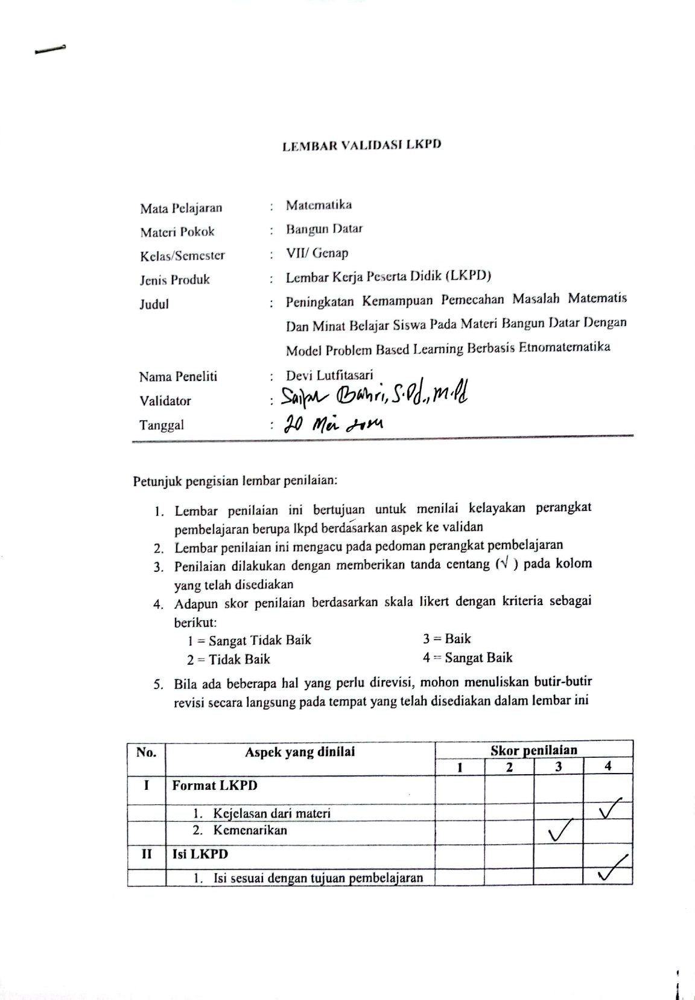 LEMBAR VALIDASI LKPD
Mata Pelajaran : Matematika
Materi Pokok : Bangun Datar
Kelas/Semester : VII/ Genap
Jenis Produk : Lembar Kerja Peserta Didik (LKPD)
Judul : Peningkatan Kemampuan Pemecahan Masalah Matematis
Dan Minat Belajar Siswa Pada Materi Bangun Datar Dengan
Model Problem Based Learning Berbasis Etnomatematika
Nama Peneliti : Devi Lutfitasari
Validator : Bahri, S.Pd., M.Pd
Tanggal : 20 Mei
Petunjuk pengisian lembar penilaian:
1. Lembar penilaian ini bertujuan untuk menilai kelayakan perangkat
pembelajaran berupa lkpd berdasarkan aspek ke validan
2. Lembar penilaian ini mengacu pada pedoman perangkat pembelajaran
3. Penilaian dilakukan dengan memberikan tanda centang (√ ) pada kolom
yang telah disediakan
4. Adapun skor penilaian berdasarkan skala likert dengan kriteria sebagai
berikut:
1 = Sangat Tidak Baik 3 = Baik
2 = Tidak Baik 4 = Sangat Baik
5. Bila ada beberapa hal yang perlu direvisi, mohon menuliskan butir-butir
revisi secara langsung pada tempat yang telah disediakan dalam lembar ini
No. Aspek yang dinilai Skor penilaian
1 2 3 4
I Format LKPD
1. Kejelasan dari materi ✓
2. Kemenarikan ✓
II Isi LKPD
1. Isi sesuai dengan tujuan pembelajaran ✓